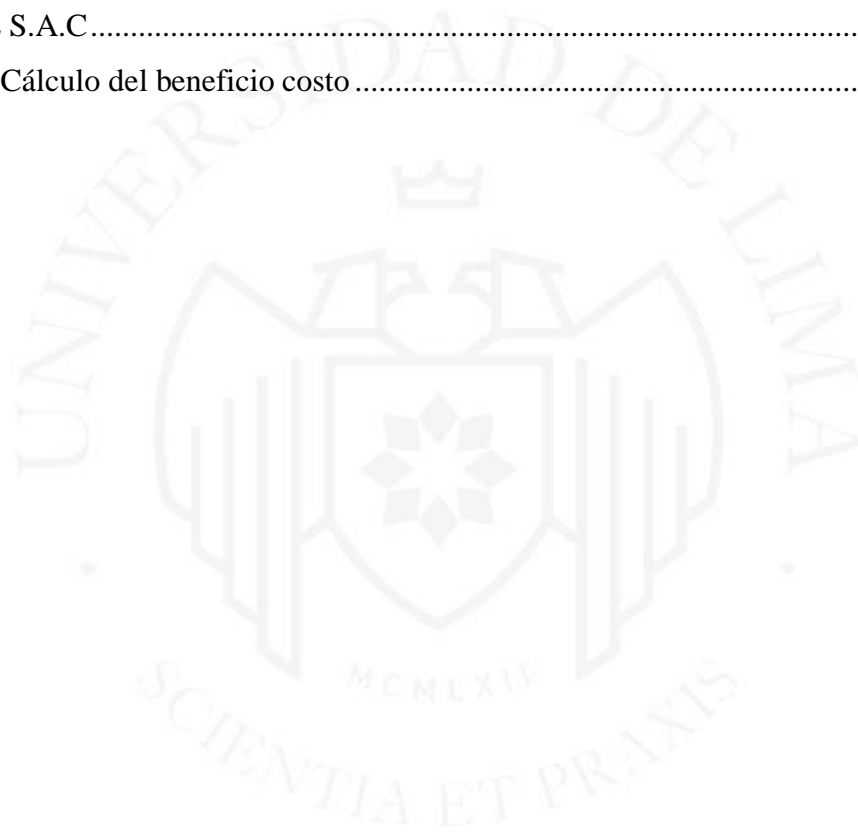 S.A.C................................................................................................
Cálculo del beneficio costo................................................................
UNIVERSIDAD DE LIMA
MCMLXII
SCIENTIA ET PRAXIS